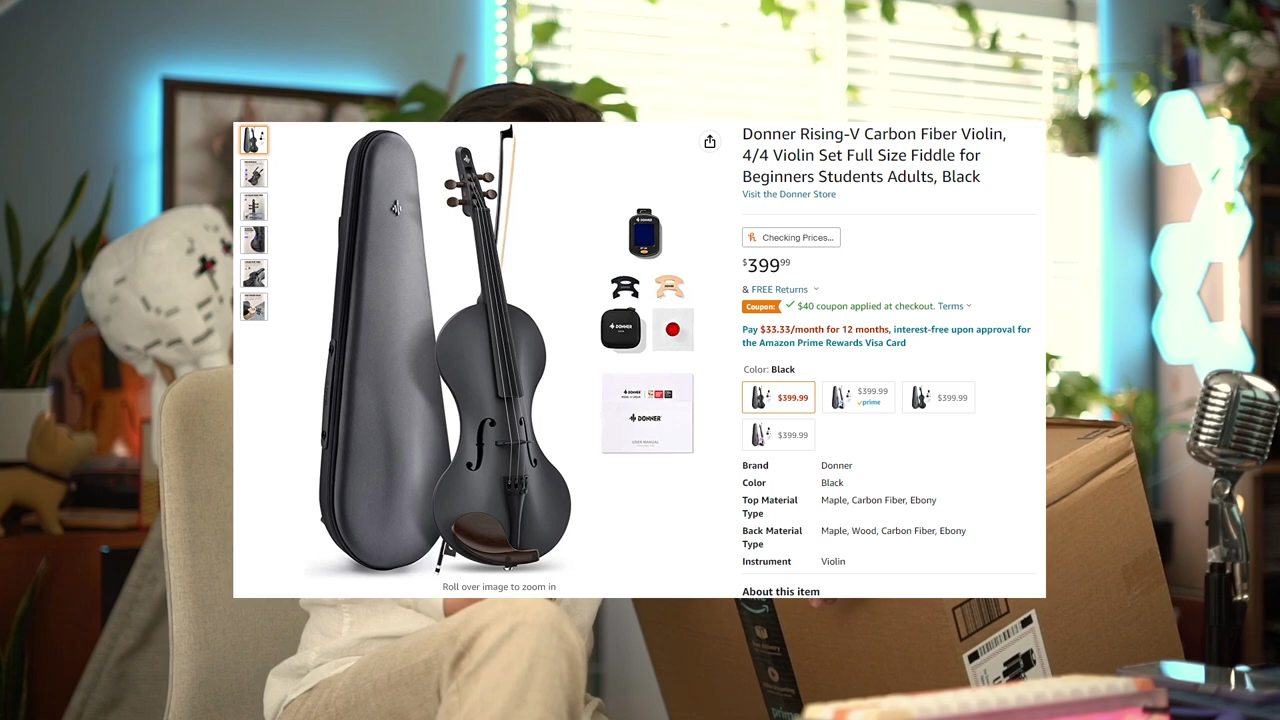 Donner Rising-V Carbon Fiber Violin,
4/4 Violin Set Full Size Fiddle for
Beginners Students Adults, Black
Visit the Donner Store
Checking Prices...
$399 99
& FREE Returns
Coupon: $40 coupon applied at checkout. Terms
Pay $33.33/month for 12 months, interest-free upon approval for
the Amazon Prime Rewards Visa Card
Color: Black
$399.99
$399.99
prime
$399.99
$399.99
Brand Donner
Color Black
Top Material Maple, Carbon Fiber, Ebony
Type
Back Material Maple, Wood, Carbon Fiber, Ebony
Type
Instrument Violin
About this item
DONNER
DONNER
DONNER
DONNER
USER MANUAL
Roll over image to zoom in
prime